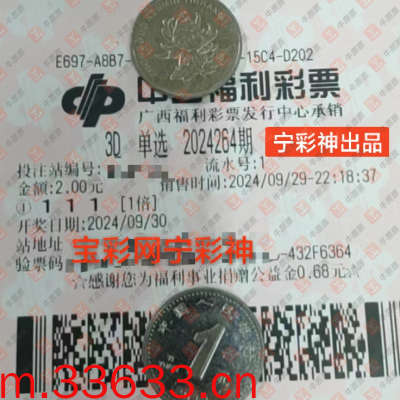 E697-A8B7- -15C4-D202
中国福利彩票
广西福利彩票发行中心承销
3D 单选 2024264期
宁彩神出品
投注站编号: 流水号:1
金额:2.00元 销售时间:2024/09/29-22:18:37
① 1 1 1 [1倍]
开奖日期:2024/09/30
站地址
宝彩网宁彩神
验票码 -432F6364
感谢您为福利事业捐赠公益金0.68元
1
m.33633.cn